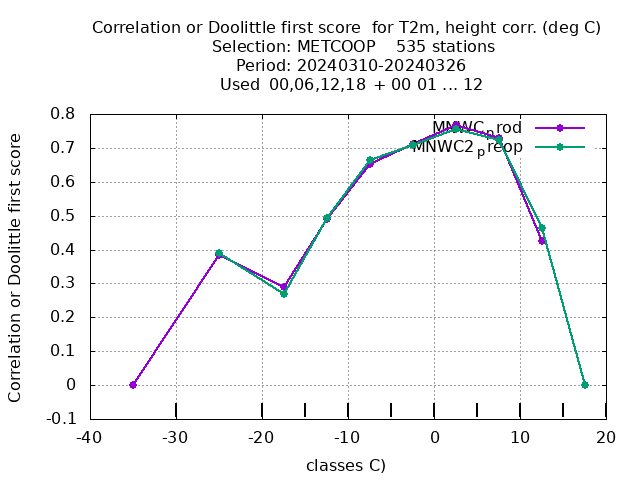 Correlation or Doolittle first score  for T2m, height corr. (deg C)
Selection: METCOOP    535 stations
Period: 20240310-20240326
Used  00,06,12,18  + 00 01 ... 12
Correlation or Doolittle first score
0.8
0.7
0.6
0.5
0.4
0.3
0.2
0.1
0
-0.1
MNWC_prod
MNWC2_preop
-40 -30 -20 -10 0 10 20
classes C)